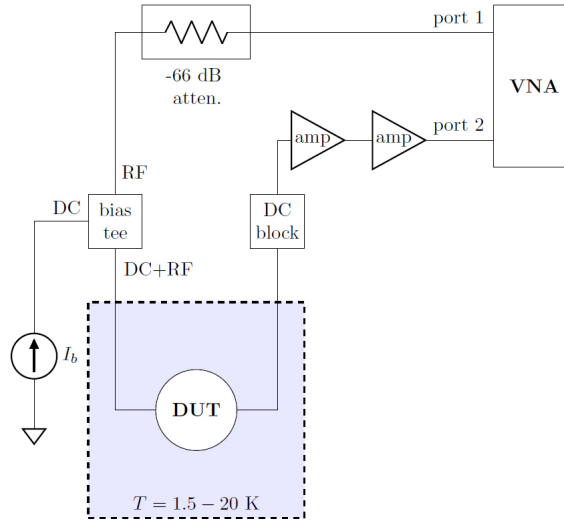 port 1
-66 dB
atten.
VNA
amp
amp
port 2
RF
DC
bias
tee
DC
block
DC+RF
I_b
DUT
T = 1.5 − 20 K